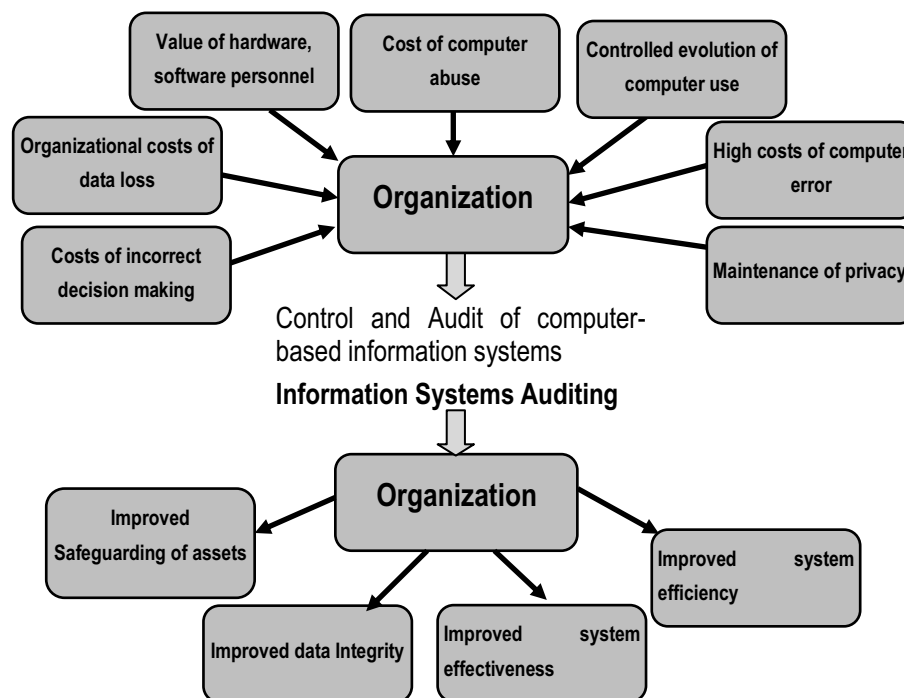 Value of hardware,
software personnel
Cost of computer
abuse
Controlled evolution of
computer use
Organizational costs of
data loss
High costs of computer
error
Organization
Costs of incorrect
decision making
Maintenance of privacy
Control and Audit of computer-
based information systems
Information Systems Auditing
Organization
Improved
Safeguarding of assets
Improved system
efficiency
Improved data Integrity
Improved system
effectiveness